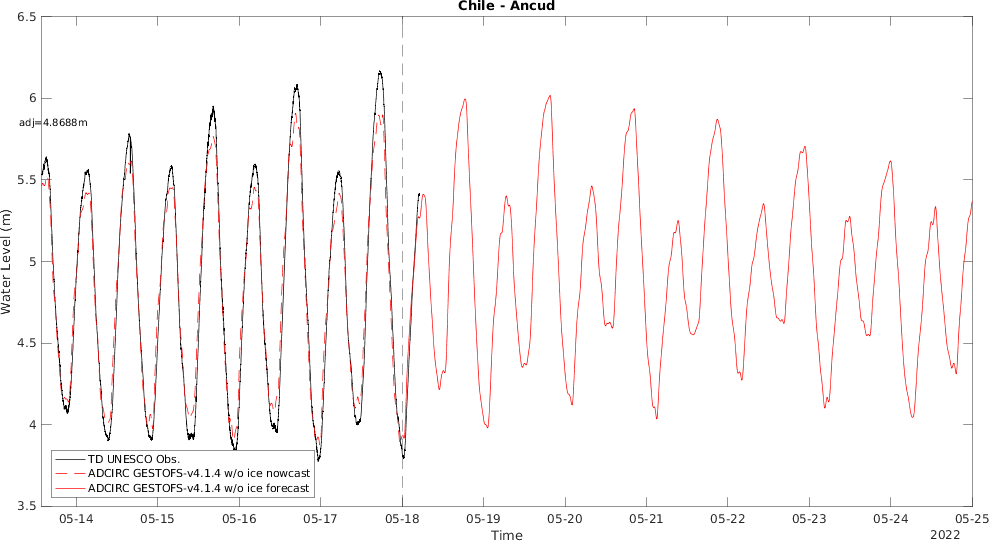 Chile - Ancud
6.5
6
adj=4.8688m
5.5
5
4.5
4
3.5
Water Level (m)
TD UNESCO Obs.
ADCIRC GESTOFS-v4.1.4 w/o ice nowcast
ADCIRC GESTOFS-v4.1.4 w/o ice forecast
05-14 05-15 05-16 05-17 05-18 05-19 05-20 05-21 05-22 05-23 05-24 05-25
Time
2022